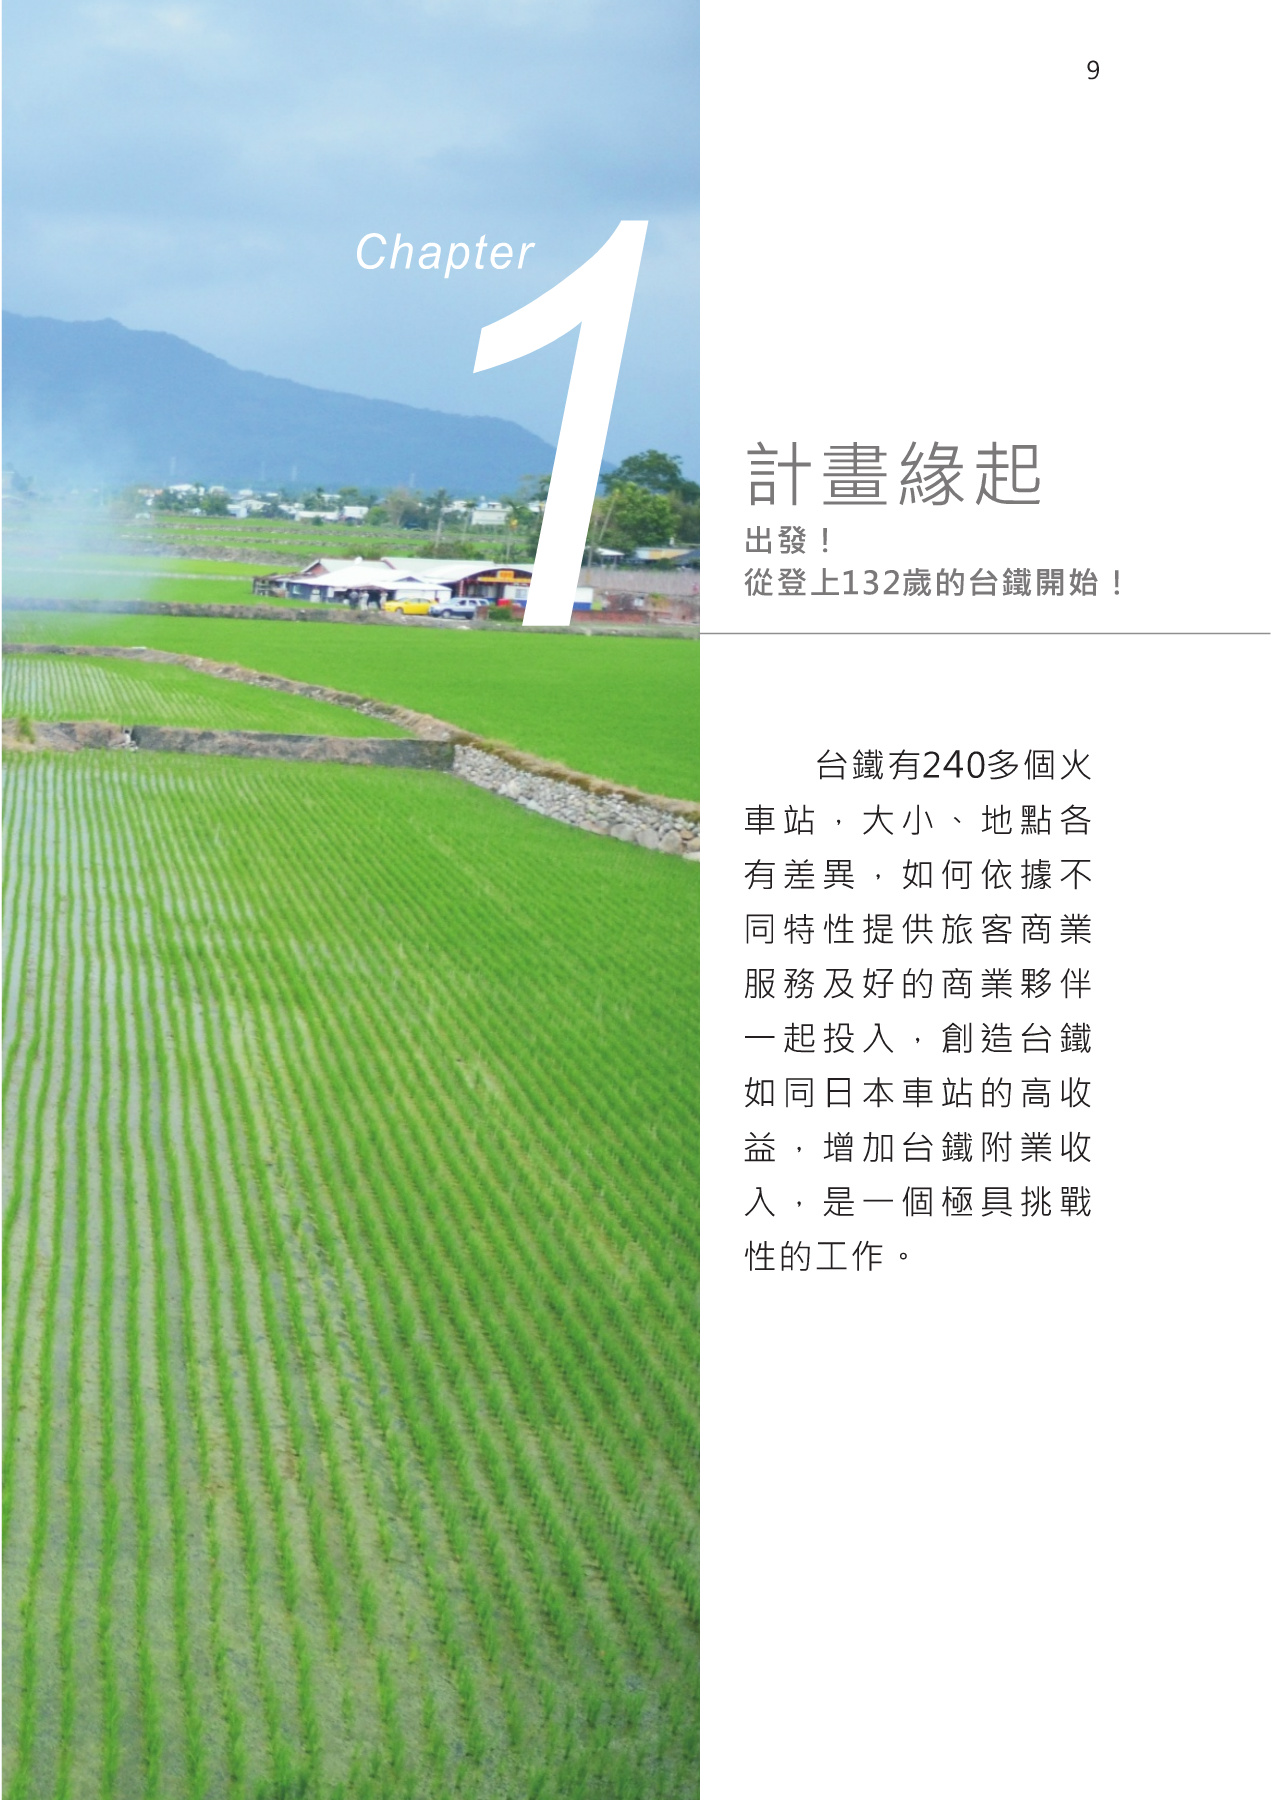 9
Chapter
1
計畫緣起
出發！
從登上132歲的台鐵開始！
台鐵有240多個火
車站，大小、地點各
有差異，如何依據不
同特性提供旅客商業
服務及好的商業夥伴
一起投入，創造台鐵
如同日本車站的高收
益，增加台鐵附業收
入，是一個極具挑戰
性的工作。